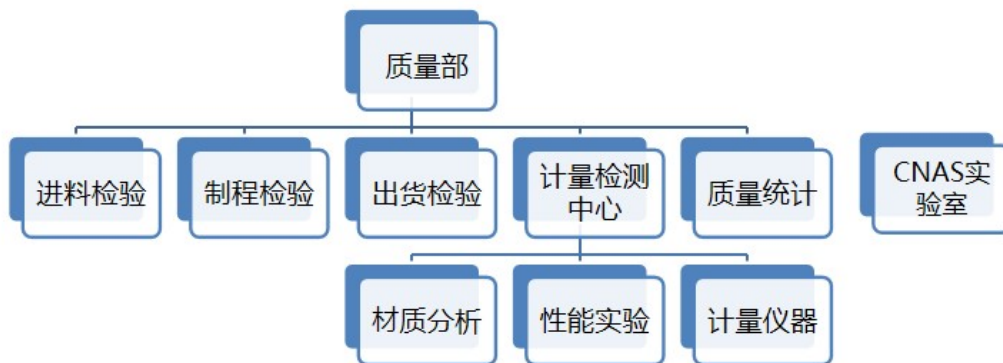 质量部
进料检验
制程检验
出货检验
计量检测
中心
质量统计
CNAS实
验室
材质分析
性能实验
计量仪器